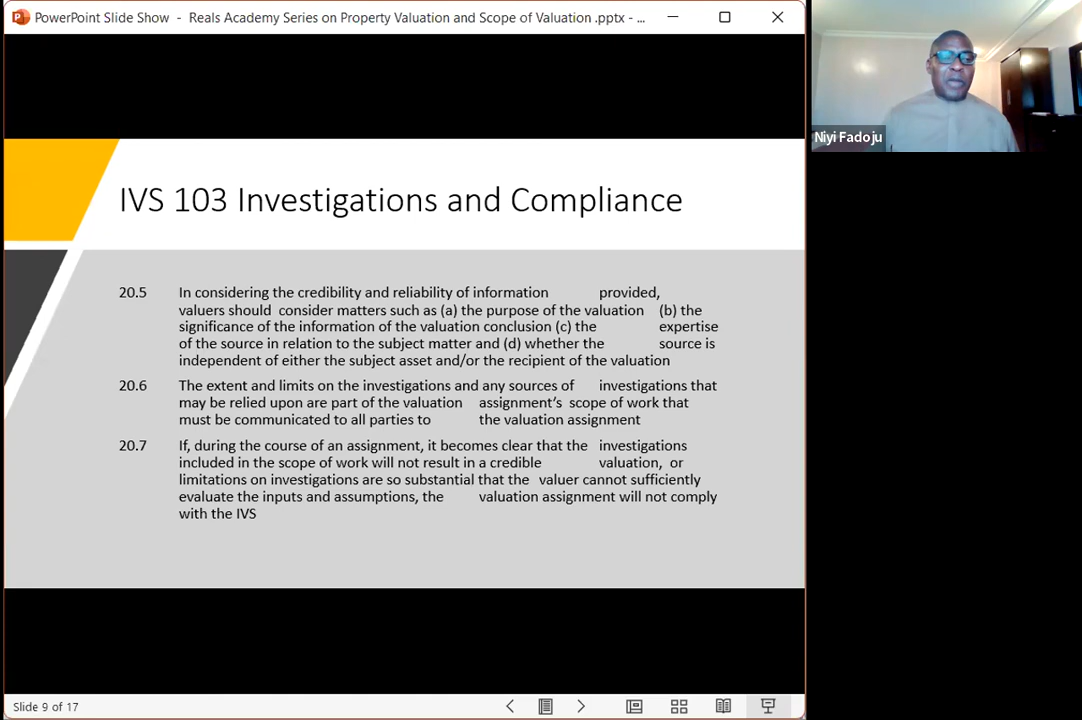 PowerPoint Slide Show - Reals Academy Series on Property Valuation and Scope of Valuation .pptx - ...
Niyi Fadoju
IVS 103 Investigations and Compliance
20.5 In considering the credibility and reliability of information provided,
valuers should consider matters such as (a) the purpose of the valuation (b) the
significance of the information of the valuation conclusion (c) the expertise
of the source in relation to the subject matter and (d) whether the source is
independent of either the subject asset and/or the recipient of the valuation
20.6 The extent and limits on the investigations and any sources of investigations that
may be relied upon are part of the valuation assignment's scope of work that
must be communicated to all parties to the valuation assignment
20.7 If, during the course of an assignment, it becomes clear that the investigations
included in the scope of work will not result in a credible valuation, or
limitations on investigations are so substantial that the valuer cannot sufficiently
evaluate the inputs and assumptions, the valuation assignment will not comply
with the IVS
Slide 9 of 17